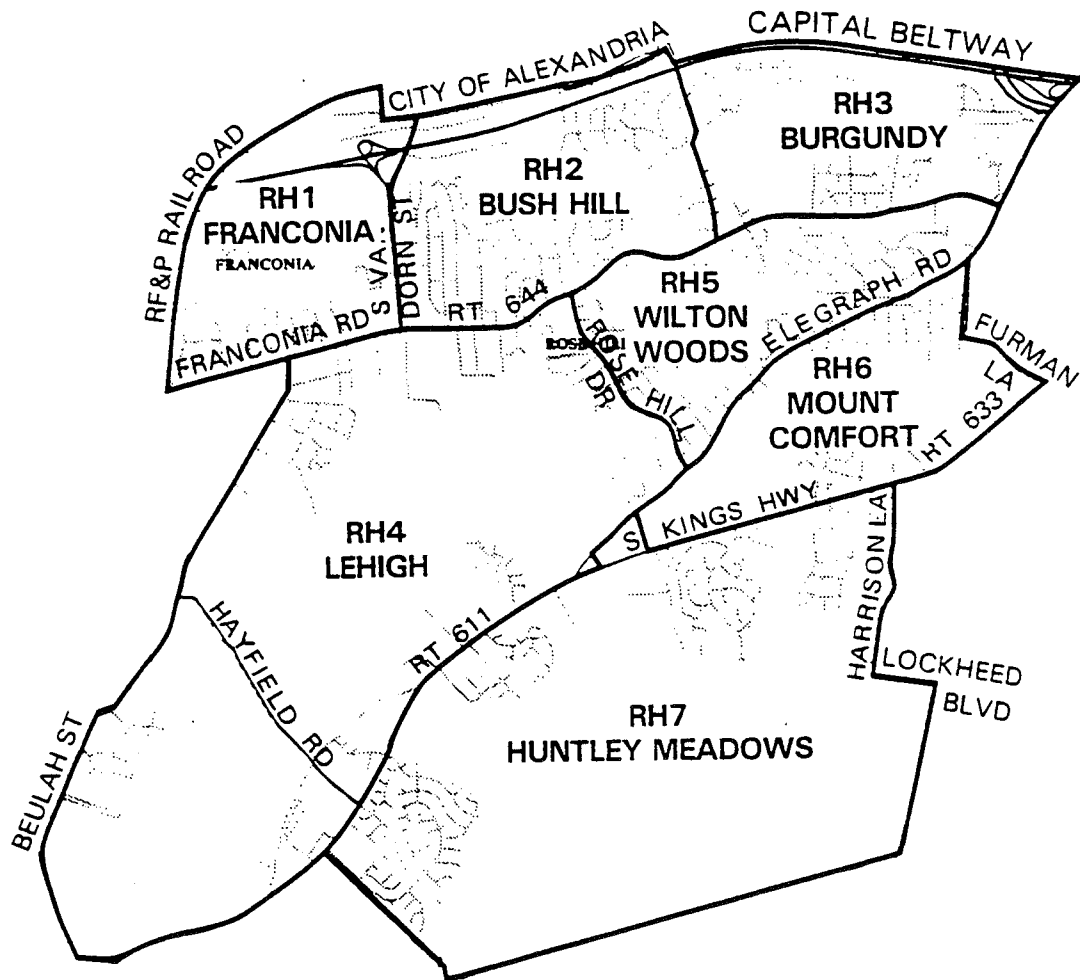 CAPITAL BELTWAY
CITY OF ALEXANDRIA
RH3
BURGUNDY
RF&P RAILROAD
RH1
FRANCONIA
FRANCONIA
RH2
BUSH HILL
S VA.
DORN ST
FRANCONIA RD
RT 644
RH5
WILTON
WOODS
ROSE HILL
DR
ELEGRAPH RD
FURMAN
LA
RH6
MOUNT
COMFORT
RT 633
S KINGS HWY
RH4
LEHIGH
HARRISON LA
HAYFIELD RD
RT 611
LOCKHEED
BLVD
RH7
HUNTLEY MEADOWS
BEULAH ST